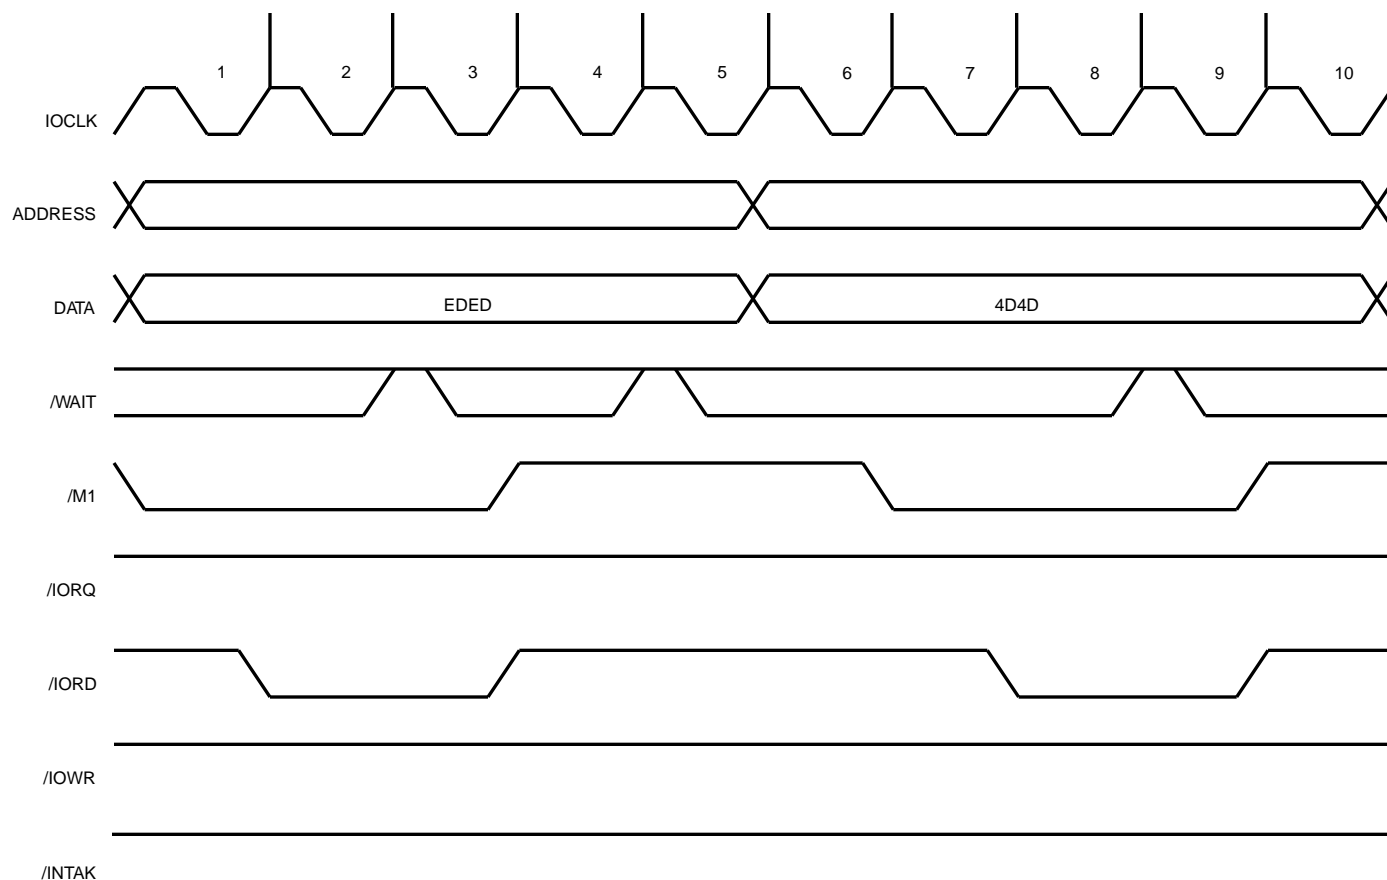 1 2 3 4 5 6 7 8 9 10
IOCLK
ADDRESS
DATA EDED 4D4D
/WAIT
/M1
/IORQ
/IORD
/IOWR
/INTAK